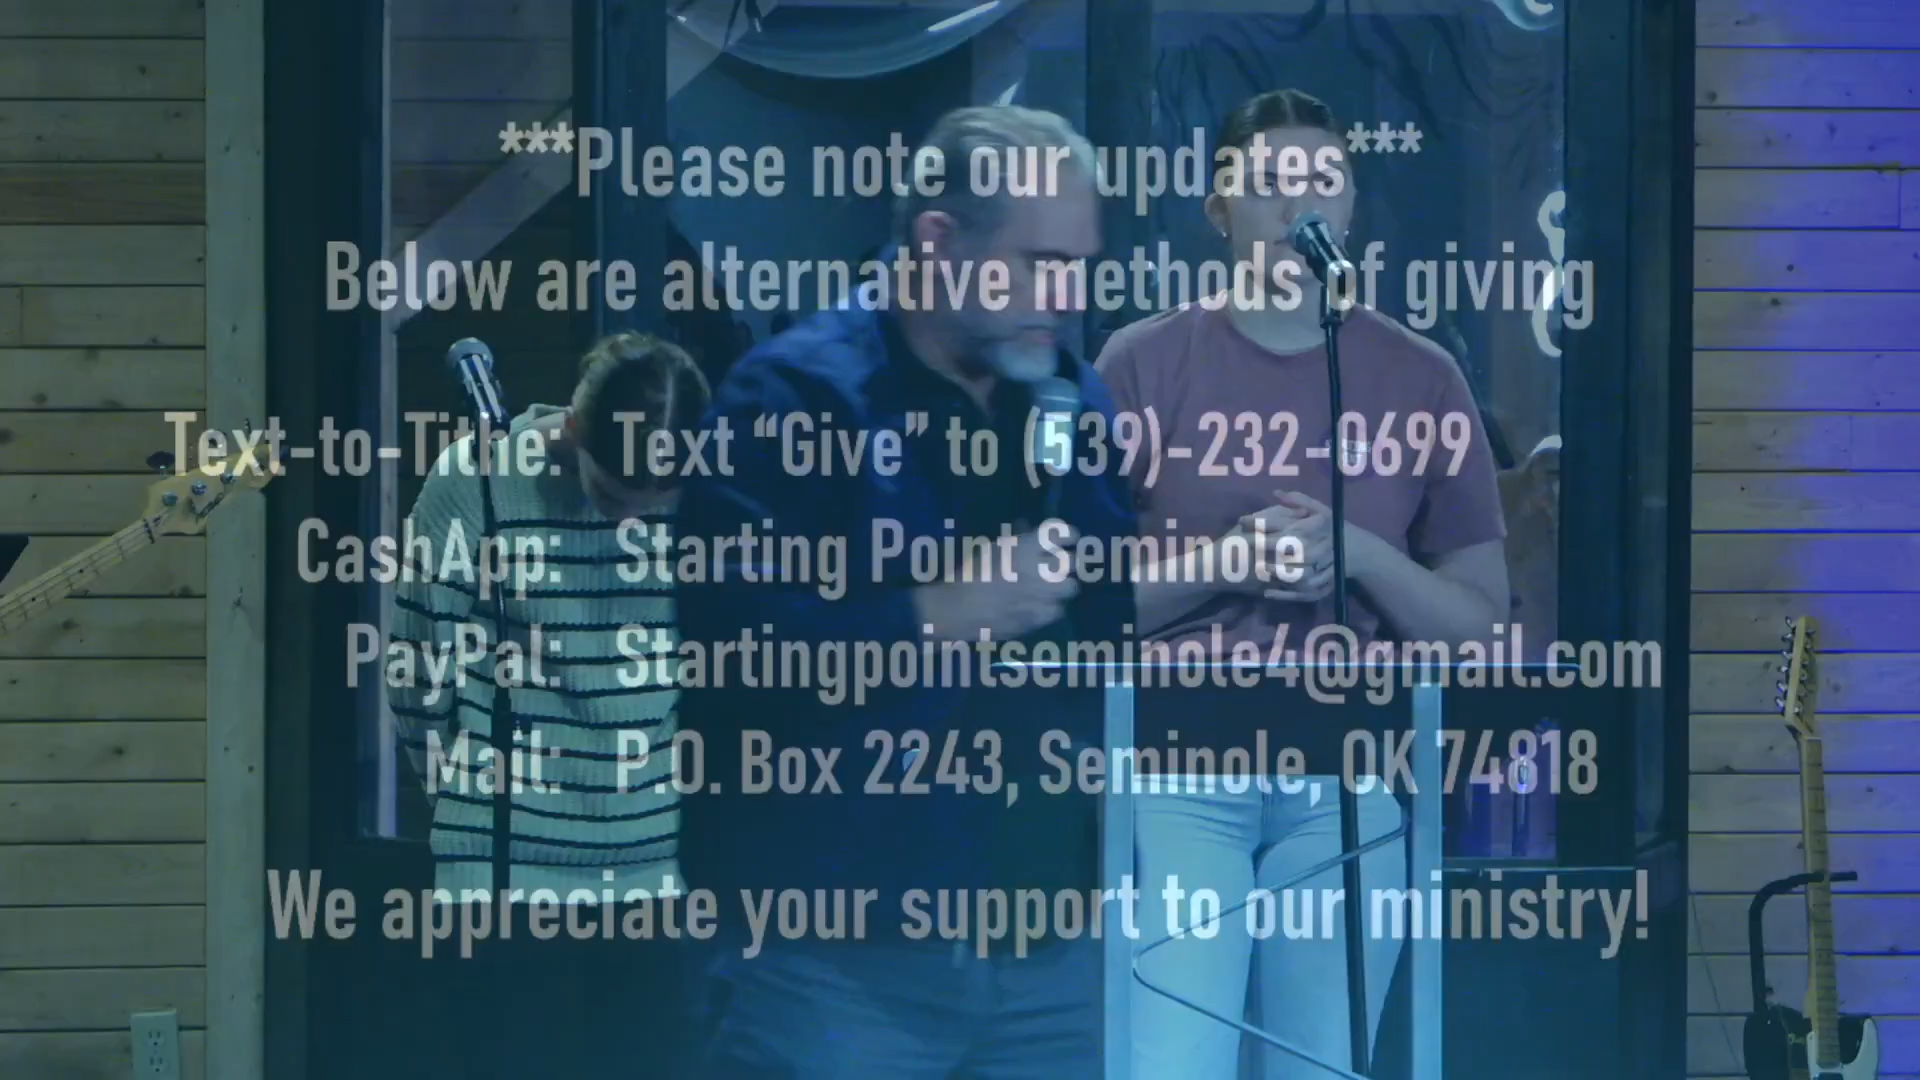 ***Please note our updates***
Below are alternative methods of giving
Text-to-Tithe: Text “Give” to (539)-232-0699
CashApp: Starting Point Seminole
PayPal: Startingpointseminole4@gmail.com
Mail: P.O. Box 2243, Seminole, OK 74818
We appreciate your support to our ministry!